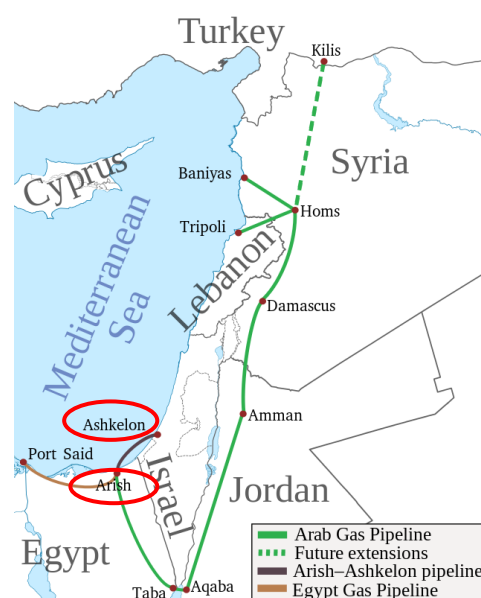 Turkey
Kilis
Cyprus
Syria
Baniyas
Homs
Tripoli
Lebanon
Mediterranean
Sea
Damascus
Ashkelon
Amman
Port Said
Arish
Israel
Jordan
Egypt
Taba
Aqaba
Arab Gas Pipeline
Future extensions
Arish–Ashkelon pipeline
Egypt Gas Pipeline